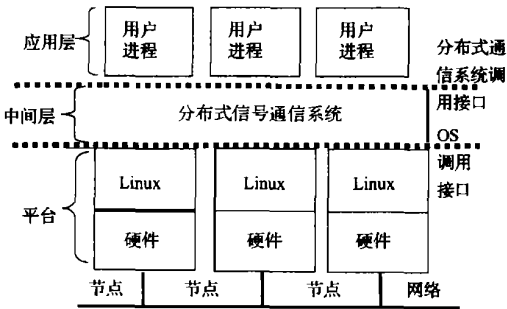 应用层
用户
进程
用户
进程
用户
进程
分布式通
信系统调
用接口
中间层
分布式信号通信系统
OS
调用
接口
平台
Linux
Linux
Linux
硬件
硬件
硬件
节点
节点
节点
网络